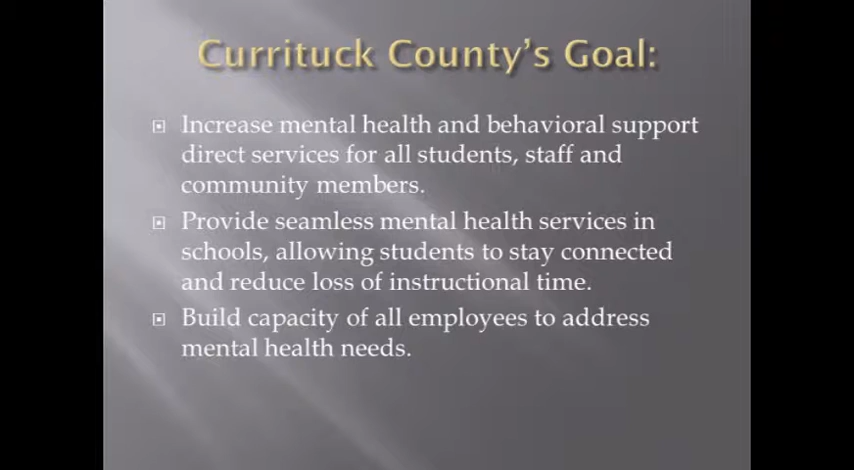 Currituck County's Goal:
Increase mental health and behavioral support
direct services for all students, staff and
community members.
Provide seamless mental health services in
schools, allowing students to stay connected
and reduce loss of instructional time.
Build capacity of all employees to address
mental health needs.